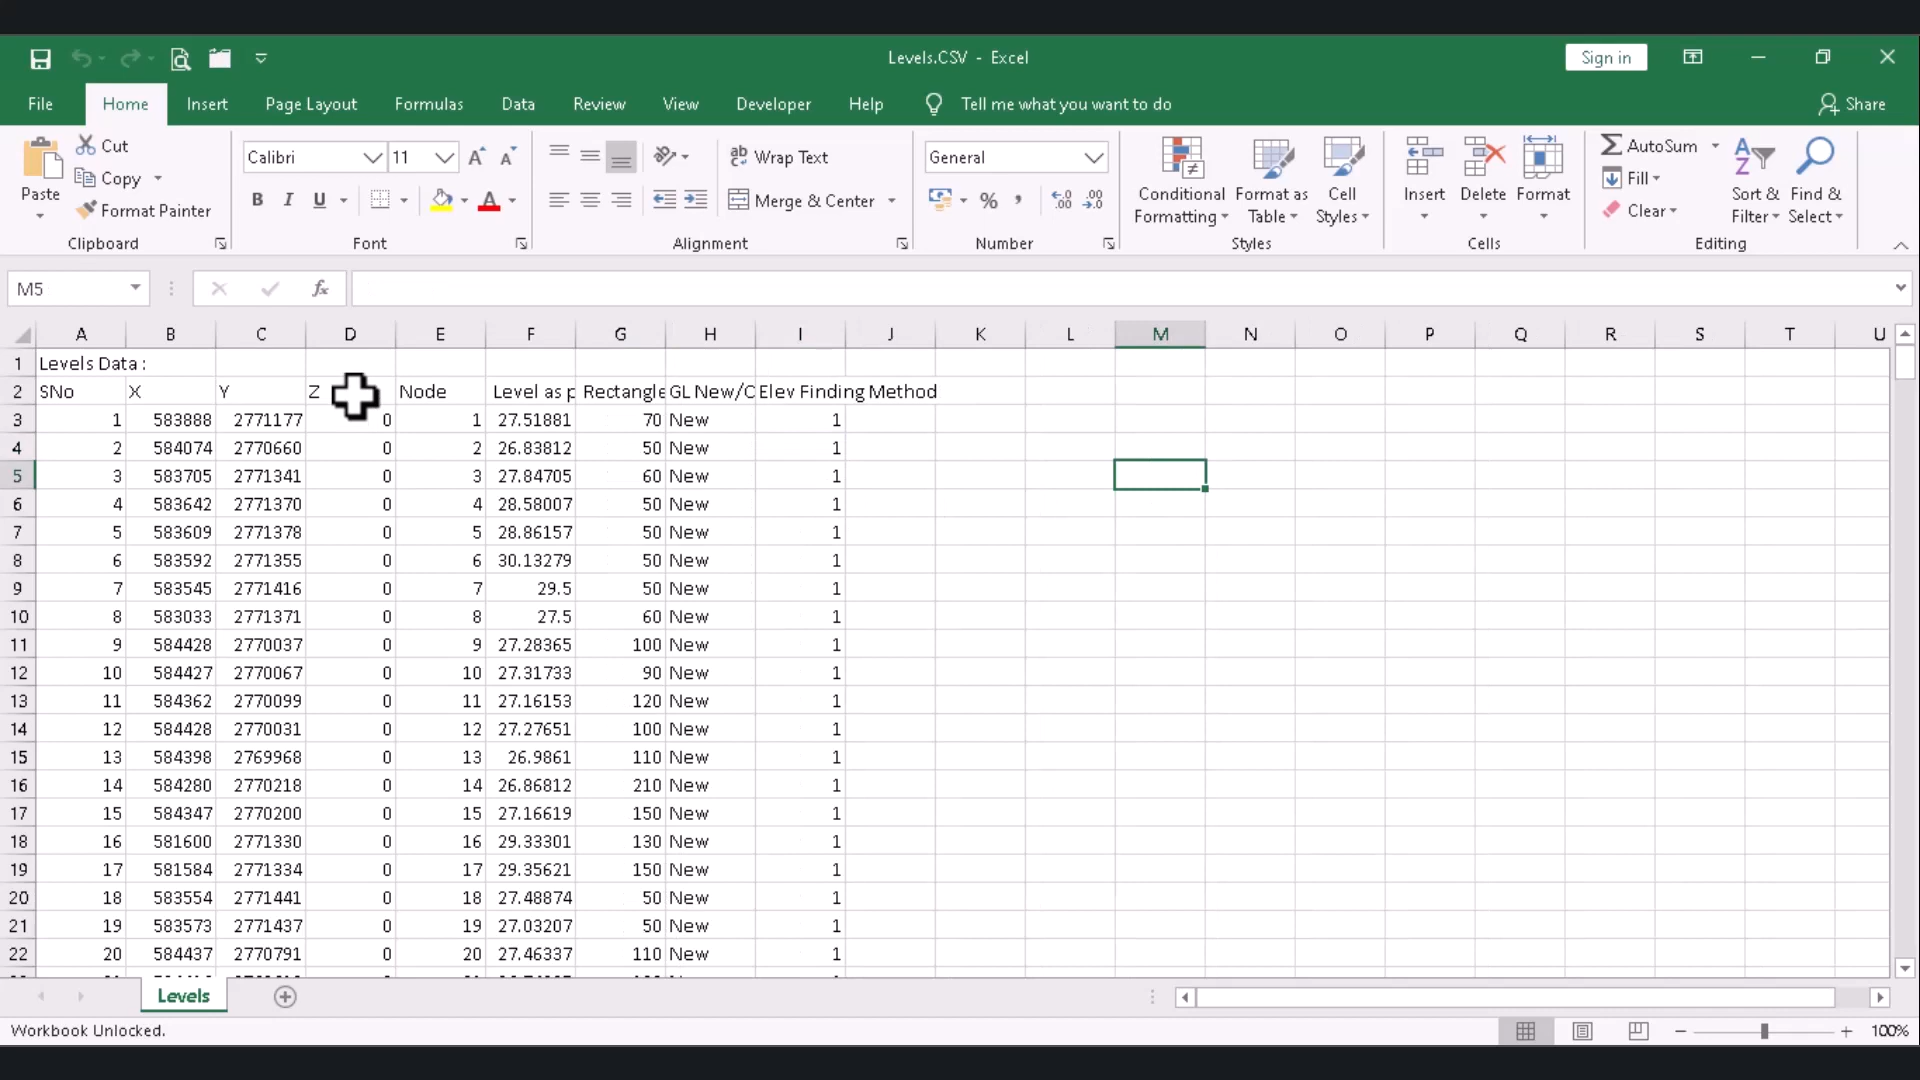 Levels.CSV - Excel
Sign in
File Home Insert Page Layout Formulas Data Review View Developer Help Tell me what you want to do Share
Paste
Cut
Copy
Format Painter
Clipboard
Calibri 11
B I U
Font
Wrap Text
Merge & Center
Alignment
General
Number
Conditional Formatting
Format as Table
Cell Styles
Styles
Insert
Delete
Format
Cells
AutoSum
Fill
Clear
Sort & Filter
Find & Select
Editing
M5
fx
A B C D E F G H I J K L M N O P Q R S T U
1 Levels Data :
2 SNo X Y Z Node Level as p Rectangle GL New/C Elev Finding Method
3 1 583888 2771177 0 1 27.51881 70 New 1
4 2 584074 2770660 0 2 26.83812 50 New 1
5 3 583705 2771341 0 3 27.84705 60 New 1
6 4 583642 2771370 0 4 28.58007 50 New 1
7 5 583609 2771378 0 5 28.86157 50 New 1
8 6 583592 2771355 0 6 30.13279 50 New 1
9 7 583545 2771416 0 7 29.5 50 New 1
10 8 583033 2771371 0 8 27.5 60 New 1
11 9 584428 2770037 0 9 27.28365 100 New 1
12 10 584427 2770067 0 10 27.31733 90 New 1
13 11 584362 2770099 0 11 27.16153 120 New 1
14 12 584428 2770031 0 12 27.27651 100 New 1
15 13 584398 2769968 0 13 26.9861 110 New 1
16 14 584280 2770218 0 14 26.86812 210 New 1
17 15 584347 2770200 0 15 27.16619 150 New 1
18 16 581600 2771330 0 16 29.33301 130 New 1
19 17 581584 2771334 0 17 29.35621 150 New 1
20 18 583554 2771441 0 18 27.48874 50 New 1
21 19 583573 2771437 0 19 27.03207 50 New 1
22 20 584437 2770791 0 20 27.46337 110 New 1
Levels
Workbook Unlocked.
100%